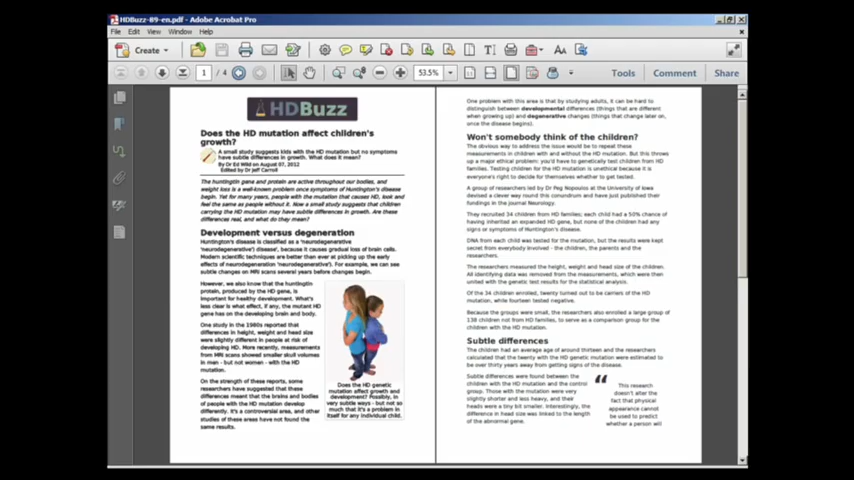 HDBuzz-89-en.pdf - Adobe Acrobat Pro
File Edit View Window Help
Create
1 / 4
53.5%
Tools Comment Share
HDBuzz
Does the HD mutation affect children's
growth?
A small study suggests kids with the HD mutation but no symptoms
have subtle differences in growth. What does it mean?
By Dr Ed Wild on August 07, 2012
Edited by Dr Jeff Carroll
The huntingtin gene and protein are active throughout our bodies, and
weight loss is a well-known problem once symptoms of Huntington's disease
begin. Yet for many years, people with the mutation that causes HD, look and
feel the same as people without it. Now a small study suggests that children
carrying the HD mutation may have subtle differences in growth. Are these
differences real, and what do they mean?
Development versus degeneration
Huntington's disease is classified as a 'neurodegenerative
'neurodegenerative') disease', because it causes gradual loss of brain cells.
Modern scientific techniques are better than ever at picking up the early
effects of neurodegeneration 'neurodegenerative'). For example, we can see
subtle changes on MRI scans several years before changes begin.
However, we also know that the huntingtin
protein, produced by the HD gene, is
important for healthy development. What's
less clear is what effect, if any, the mutant HD
gene has on the developing brain and body.
One study in the 1980s reported that
differences in height, weight and head size
were slightly different in people at risk of
developing HD. More recently, measurements
from MRI scans showed smaller skull volumes
in men - but not women - with the HD
mutation.
On the strength of these reports, some
researchers have suggested that these
differences meant that the brains and bodies
of people with the HD mutation develop
differently. It's a controversial area, and other
studies of these areas have not found the
same results.
Does the HD genetic
mutation affect growth and
development? Possibly, in
very subtle ways - but not so
much that it's a problem in
itself for any individual child.
One problem with this area is that by studying adults, it can be hard to
distinguish between developmental differences (things that are different
when growing up) and degenerative changes (things that change later on,
once the disease begins).
Won't somebody think of the children?
The obvious way to address the issue would be to repeat these
measurements in children with and without the HD mutation. But this throws
up a major ethical problem: you'd have to genetically test children from HD
families. Testing children for the HD mutation is unethical because it is
everyone's right to decide for themselves whether to get tested.
A group of researchers led by Dr Peg Nopoulos at the University of Iowa
devised a clever way round this conundrum and have just published their
findings in the journal Neurology.
They recruited 34 children from HD families; each child had a 50% chance of
having inherited an expanded HD gene, but none of the children had any
signs or symptoms of Huntington's disease.
DNA from each child was tested for the mutation, but the results were kept
secret from everybody involved - the children, the parents and the
researchers.
The researchers measured the height, weight and head size of the children.
All identifying data was removed from the measurements, which were then
united with the genetic test results for the statistical analysis.
Of the 34 children enrolled, twenty turned out to be carriers of the HD
mutation, while fourteen tested negative.
Because the groups were small, the researchers also enrolled a large group of
138 children not from HD families, to serve as a comparison group for the
children with the HD mutation.
Subtle differences
The children had an average age of around thirteen and the researchers
calculated that the twenty with the HD genetic mutation were estimated to
be over thirty years away from getting signs of the disease.
Subtle differences were found between the
children with the HD mutation and the control
group. Those with the mutation were very
slightly shorter and less heavy, and their
heads were a tiny bit smaller. Interestingly, the
difference in head size was linked to the length
of the abnormal gene.
“
This research
doesn't alter the
fact that physical
appearance cannot
be used to predict
whether a person will